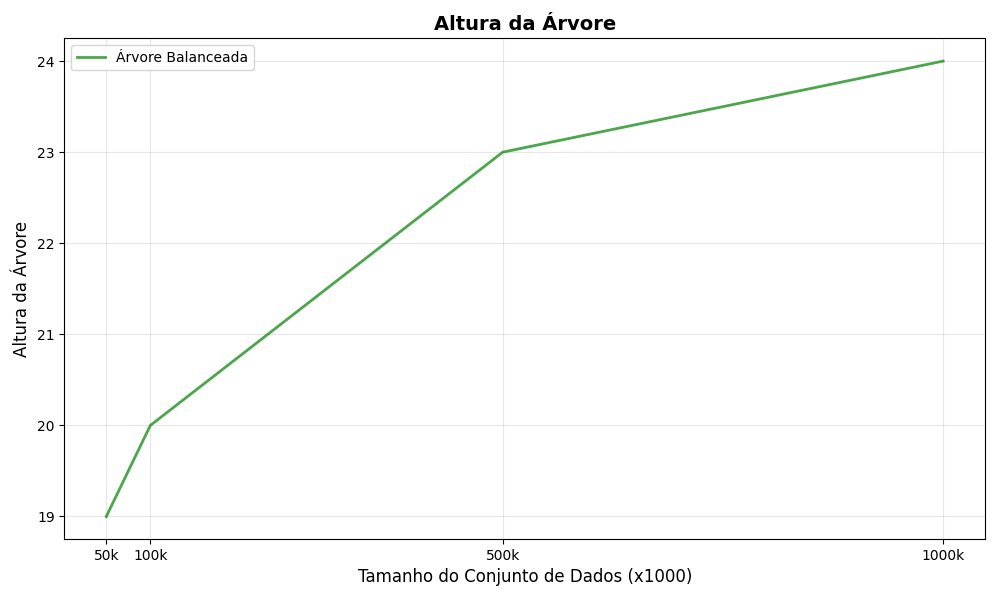 Altura da Árvore
Árvore Balanceada
Altura da Árvore
24
23
22
21
20
19
50k 100k 500k 1000k
Tamanho do Conjunto de Dados (x1000)